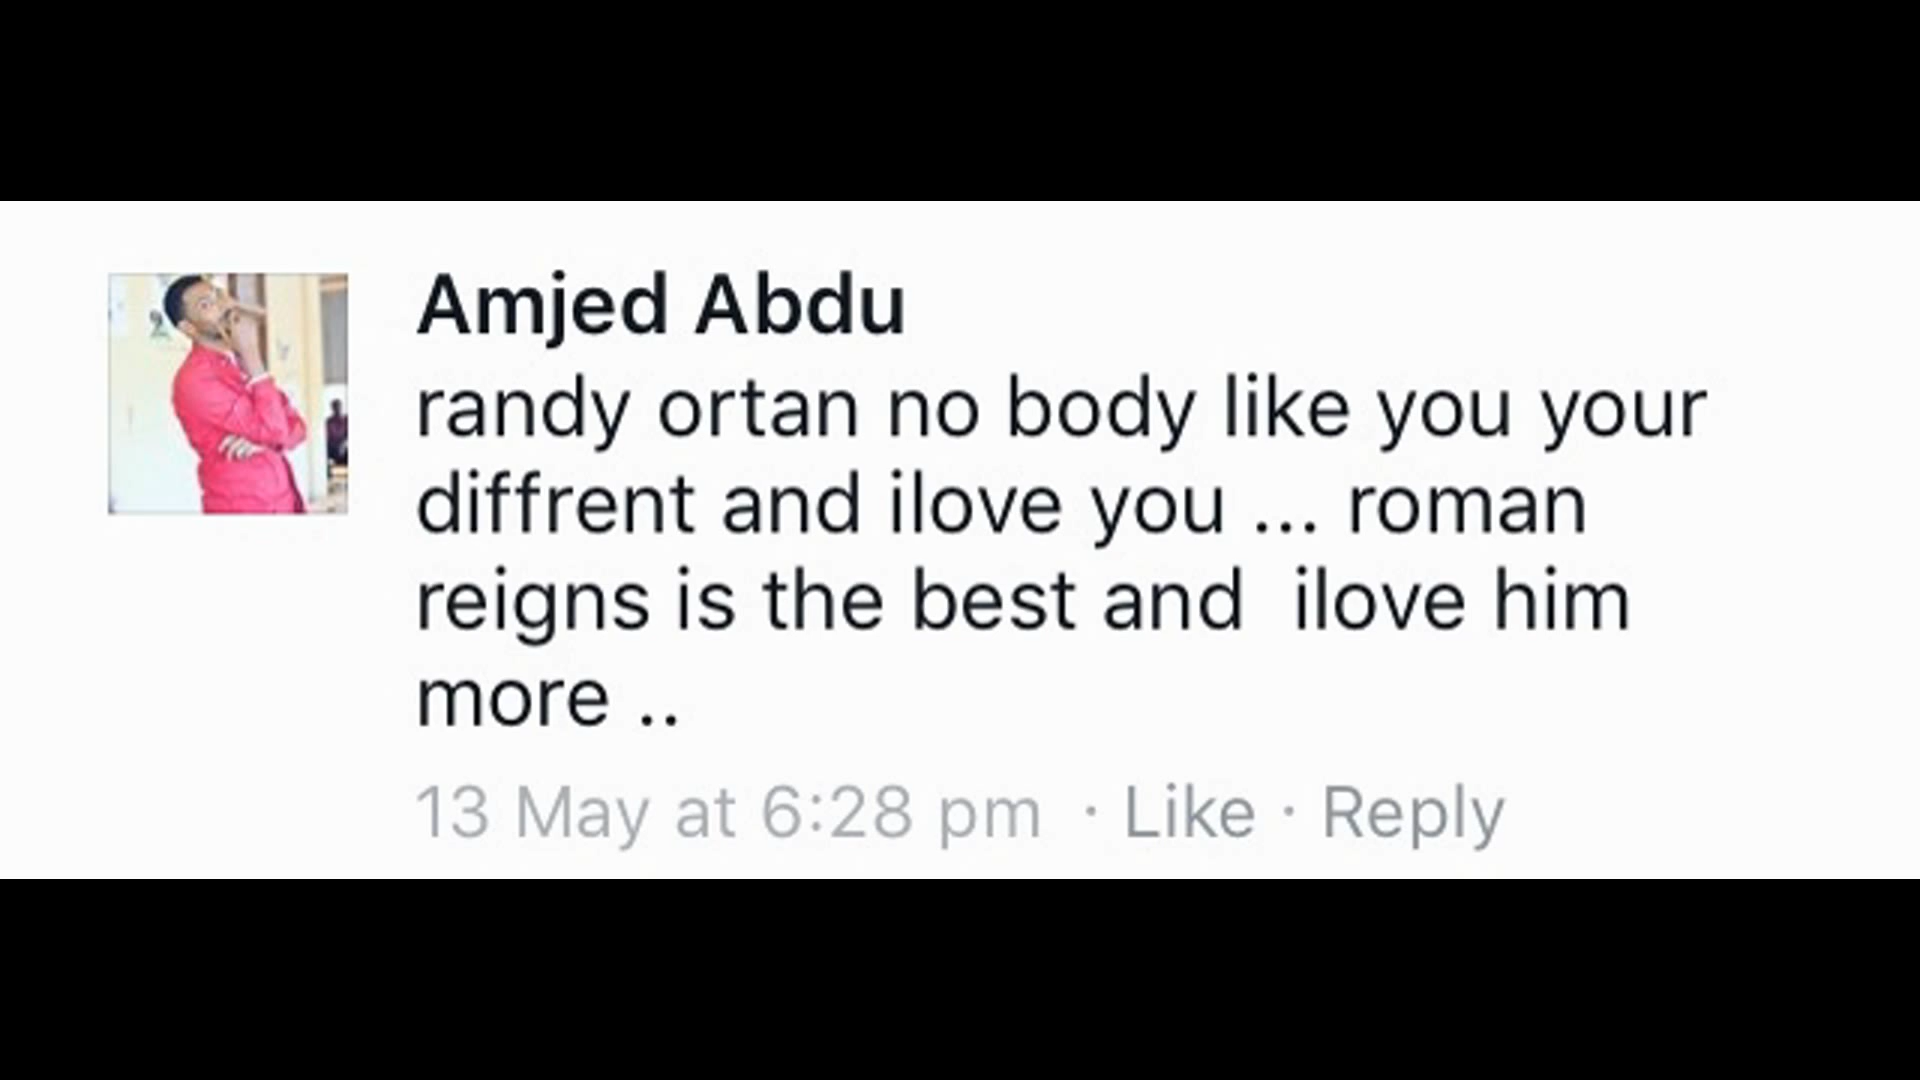 Amjed Abdu
randy ortan no body like you your
diffrent and ilove you ... roman
reigns is the best and  ilove him
more ..
13 May at 6:28 pm · Like · Reply